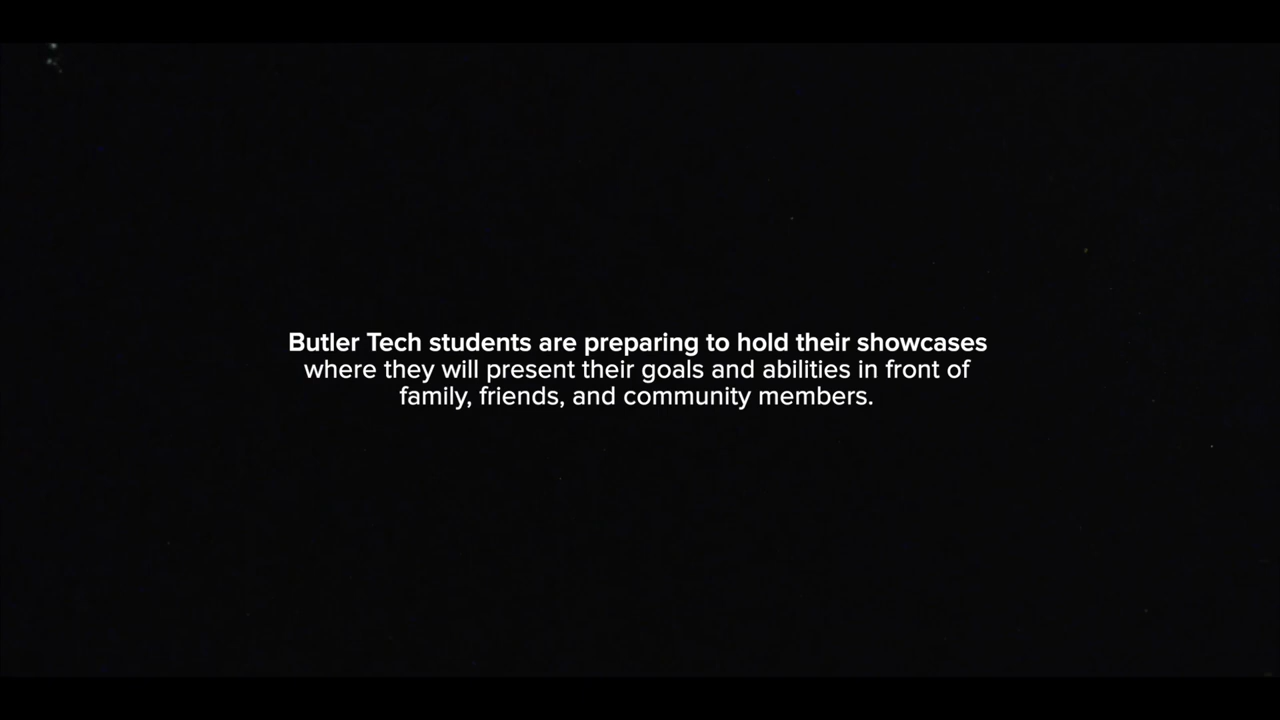 Butler Tech students are preparing to hold their showcases
where they will present their goals and abilities in front of
family, friends, and community members.